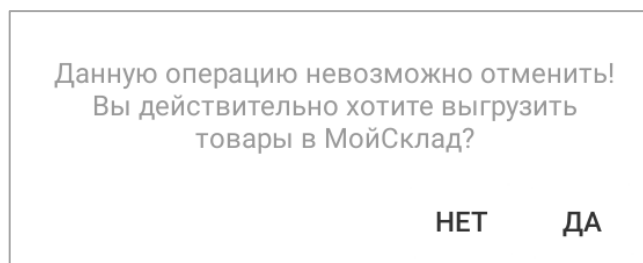 Данную операцию невозможно отменить!
Вы действительно хотите выгрузить
товары в МойСклад?
НЕТ ДА